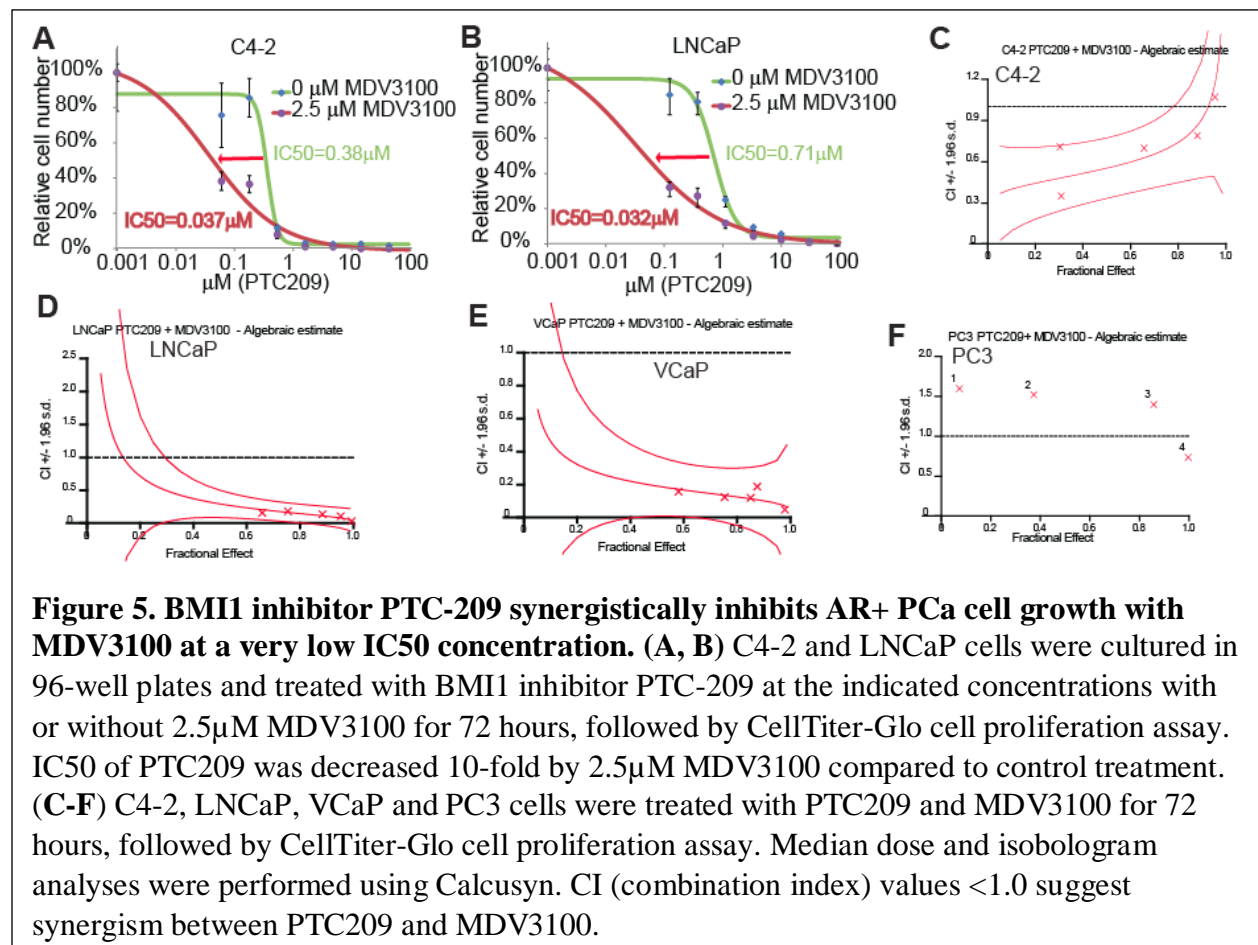 A
C4-2
100%
80%
60%
40%
20%
0%
Relative cell number
0 µM MDV3100
2.5 µM MDV3100
IC50=0.38µM
IC50=0.037µM
0.001
0.01
0.1
1
10
100
µM (PTC209)
B
LNCaP
100%
80%
60%
40%
20%
0%
Relative cell number
0 µM MDV3100
2.5 µM MDV3100
IC50=0.71µM
IC50=0.032µM
0.001
0.01
0.1
1
10
100
µM (PTC209)
C
C4-2 PTC209 + MDV3100- Algebraic estimate
C4-2
1.2
0.9
0.6
0.3
0
CI +/- 1.96 s.d.
0
0.2
0.4
0.6
0.8
1.0
Fractional Effect
D
LNCaP PTC209 + MDV3100 - Algebraic estimate
LNCaP
2.5
2.0
1.5
1.0
0.5
0
CI +/- 1.96 s.d.
0
0.2
0.4
0.6
0.8
1.0
Fractional Effect
E
VCaP PTC209 + MDV3100- Algebraic estimate
VCaP
1.0
0.8
0.6
0.4
0.2
0
CI +/- 1.96 s.d.
0
0.2
0.4
0.6
0.8
1.0
Fractional Effect
F
PC3 PTC209+ MDV3100- Algebraic estimate
PC3
2.0
1.5
1.0
0.5
0
CI +/- 1.96 s.d.
1
2
3
4
0
0.2
0.4
0.6
0.8
1.0
Fractional Effect
Figure 5. BMI1 inhibitor PTC-209 synergistically inhibits AR+ PCa cell growth with
MDV3100 at a very low IC50 concentration. (A, B) C4-2 and LNCaP cells were cultured in
96-well plates and treated with BMI1 inhibitor PTC-209 at the indicated concentrations with
or without 2.5µM MDV3100 for 72 hours, followed by CellTiter-Glo cell proliferation assay.
IC50 of PTC209 was decreased 10-fold by 2.5µM MDV3100 compared to control treatment.
(C-F) C4-2, LNCaP, VCaP and PC3 cells were treated with PTC209 and MDV3100 for 72
hours, followed by CellTiter-Glo cell proliferation assay. Median dose and isobologram
analyses were performed using Calcusyn. CI (combination index) values <1.0 suggest
synergism between PTC209 and MDV3100.